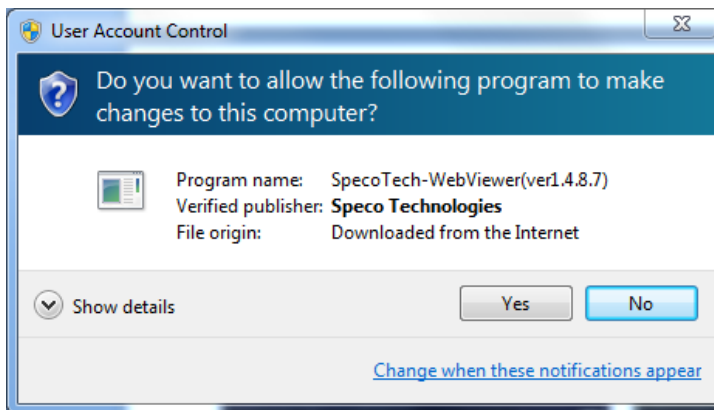 User Account Control
Do you want to allow the following program to make
changes to this computer?
Program name: SpecoTech-WebViewer(ver1.4.8.7)
Verified publisher: Speco Technologies
File origin: Downloaded from the Internet
Show details
Yes
No
Change when these notifications appear